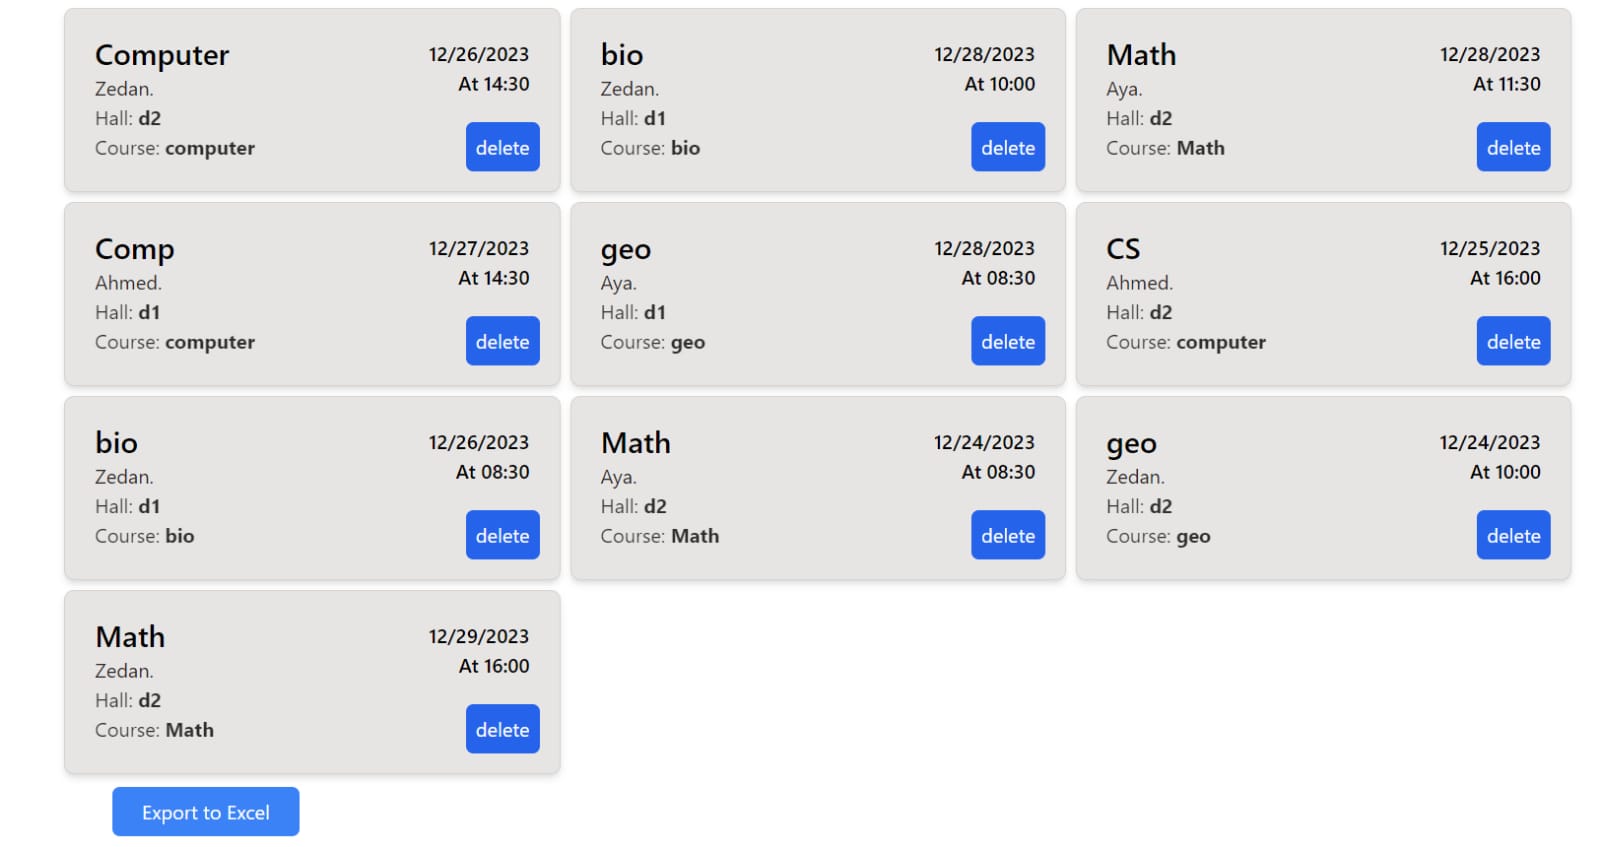 Computer
12/26/2023
Zedan.
At 14:30
Hall: d2
Course: computer
delete
bio
12/28/2023
Zedan.
At 10:00
Hall: d1
Course: bio
delete
Math
12/28/2023
Aya.
At 11:30
Hall: d2
Course: Math
delete
Comp
12/27/2023
Ahmed.
At 14:30
Hall: d1
Course: computer
delete
geo
12/28/2023
Aya.
At 08:30
Hall: d1
Course: geo
delete
CS
12/25/2023
Ahmed.
At 16:00
Hall: d2
Course: computer
delete
bio
12/26/2023
Zedan.
At 08:30
Hall: d1
Course: bio
delete
Math
12/24/2023
Aya.
At 08:30
Hall: d2
Course: Math
delete
geo
12/24/2023
Zedan.
At 10:00
Hall: d2
Course: geo
delete
Math
12/29/2023
Zedan.
At 16:00
Hall: d2
Course: Math
delete
Export to Excel